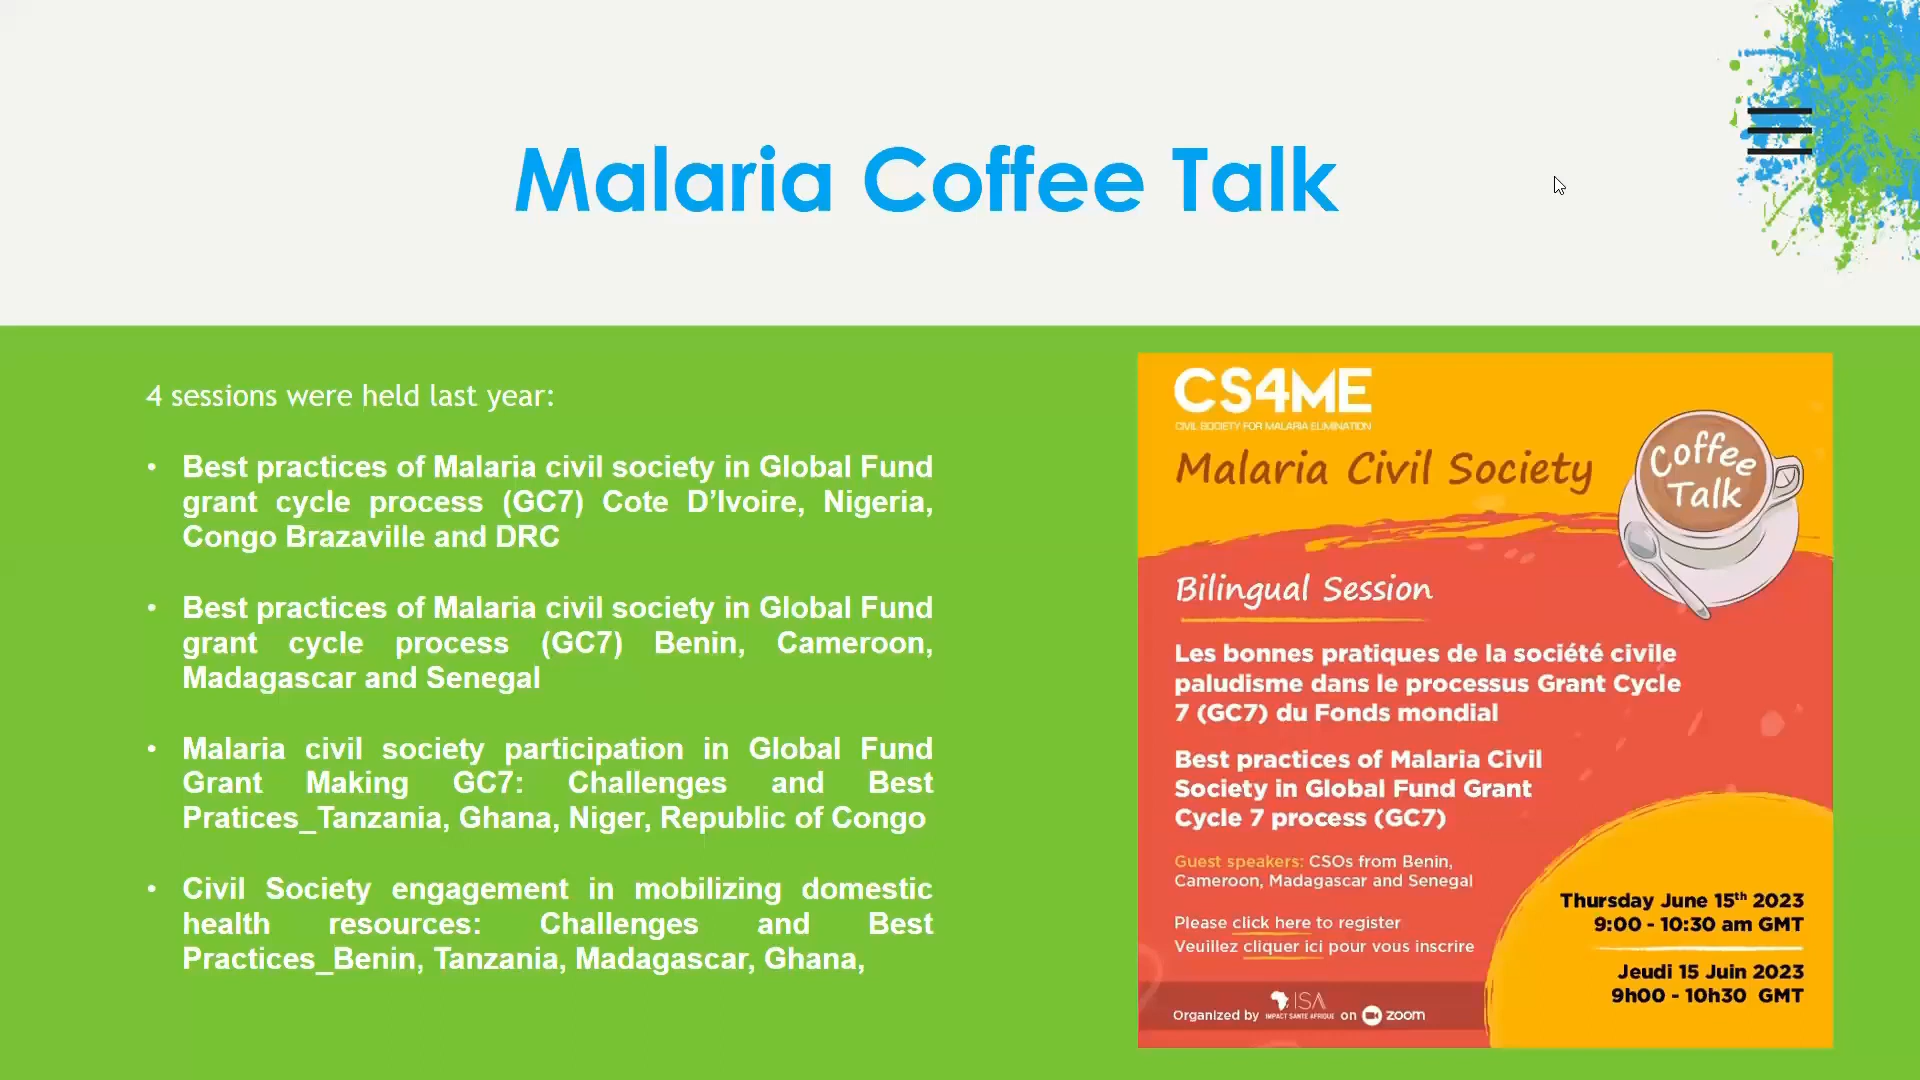 Malaria Coffee Talk
4 sessions were held last year:
• Best practices of Malaria civil society in Global Fund
grant cycle process (GC7) Cote D’Ivoire, Nigeria,
Congo Brazaville and DRC
• Best practices of Malaria civil society in Global Fund
grant cycle process (GC7) Benin, Cameroon,
Madagascar and Senegal
• Malaria civil society participation in Global Fund
Grant Making GC7: Challenges and Best
Pratices_Tanzania, Ghana, Niger, Republic of Congo
• Civil Society engagement in mobilizing domestic
health resources: Challenges and Best
Practices_Benin, Tanzania, Madagascar, Ghana,
CS4ME
CIVIL SOCIETY FOR MALARIA ELIMINATION
Malaria Civil Society
Coffee
Talk
Bilingual Session
Les bonnes pratiques de la société civile
paludisme dans le processus Grant Cycle
7 (GC7) du Fonds mondial
Best practices of Malaria Civil
Society in Global Fund Grant
Cycle 7 process (GC7)
Guest speakers: CSOs from Benin,
Cameroon, Madagascar and Senegal
Please click here to register
Veuillez cliquer ici pour vous inscrire
Thursday June 15th 2023
9:00 - 10:30 am GMT
Jeudi 15 Juin 2023
9h00 - 10h30 GMT
Organized by ISA IMPACT SANTE AFRIQUE on zoom